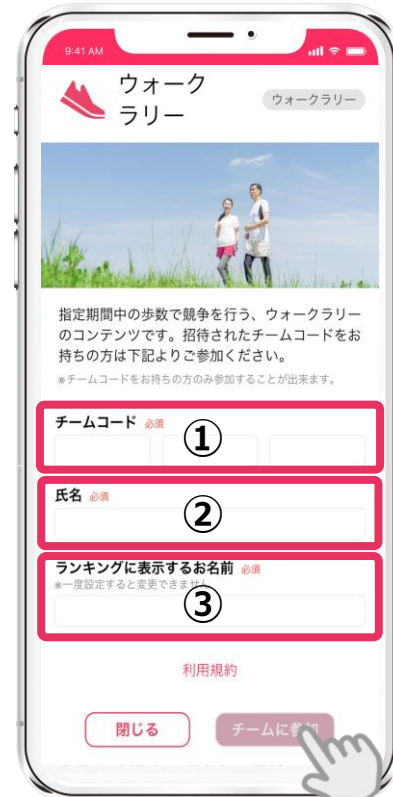 9:41 AM
ウォーク
ラリー
ウォークラリー
指定期間中の歩数で競争を行う、ウォークラリー
のコンテンツです。招待されたチームコードをお
持ちの方は下記よりご参加ください。
※チームコードをお持ちの方のみ参加することが出来ます。
チームコード 必須
①
氏名 必須
②
ランキングに表示するお名前 必須
※一度設定すると変更できません
③
利用規約
閉じる
チームに参加